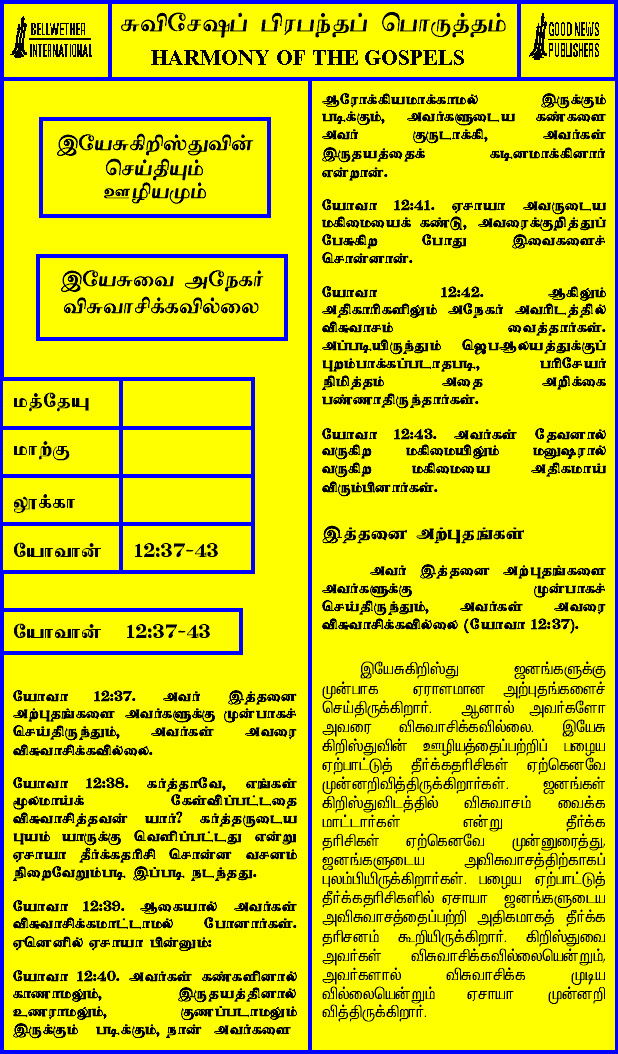 BELLWETHER
INTERNATIONAL
சுவிசேஷப் பிரபந்தப் பொருத்தம்
HARMONY OF THE GOSPELS
GOOD NEWS
PUBLISHERS
இயேசுகிறிஸ்துவின்
செய்தியும்
ஊழியமும்
இயேசுவை அநேகர்
விசுவாசிக்கவில்லை
மத்தேயு
மாற்கு
லூக்கா
யோவான் 12:37-43
யோவான் 12:37-43
யோவா 12:37. அவர் இத்தனை
அற்புதங்களை அவர்களுக்கு முன்பாகச்
செய்திருந்தும், அவர்கள் அவரை
விசுவாசிக்கவில்லை.
யோவா 12:38. கர்த்தாவே, எங்கள்
மூலமாய்க் கேள்விப்பட்டதை
விசுவாசித்தவன் யார்? கர்த்தருடைய
புயம் யாருக்கு வெளிப்பட்டது என்று
ஏசாயா தீர்க்கதரிசி சொன்ன வசனம்
நிறைவேறும்படி இப்படி நடந்தது.
யோவா 12:39. ஆகையால் அவர்கள்
விசுவாசிக்கமாட்டாமல் போனார்கள்.
ஏனெனில் ஏசாயா பின்னும்:
யோவா 12:40. அவர்கள் கண்களினால்
காணாமலும், இருதயத்தினால்
உணராமலும், குணப்படாமலும்
இருக்கும் படிக்கும், நான் அவர்களை
ஆரோக்கியமாக்காமல் இருக்கும்
படிக்கும், அவர்களுடைய கண்களை
அவர் குருடாக்கி, அவர்கள்
இருதயத்தைக் கடினமாக்கினார்
என்றான்.
யோவா 12:41. ஏசாயா அவருடைய
மகிமையைக் கண்டு, அவரைக்குறித்துப்
பேசுகிற போது இவைகளைச்
சொன்னான்.
யோவா 12:42. ஆகிலும்
அதிகாரிகளிலும் அநேகர் அவரிடத்தில்
விசுவாசம் வைத்தார்கள்.
அப்படியிருந்தும் ஜெபஆலயத்துக்குப்
புறம்பாக்கப்படாதபடி, பரிசேயர்
நிமித்தம் அதை அறிக்கை
பண்ணாதிருந்தார்கள்.
யோவா 12:43. அவர்கள் தேவனால்
வருகிற மகிமையிலும் மனுஷரால்
வருகிற மகிமையை அதிகமாய்
விரும்பினார்கள்.
இத்தனை அற்புதங்கள்
அவர் இத்தனை அற்புதங்களை
அவர்களுக்கு முன்பாகச்
செய்திருந்தும், அவர்கள் அவரை
விசுவாசிக்கவில்லை (யோவா 12:37).
இயேசுகிறிஸ்து ஜனங்களுக்கு
முன்பாக ஏராளமான அற்புதங்களைச்
செய்திருக்கிறார். ஆனால் அவர்களோ
அவரை விசுவாசிக்கவில்லை. இயேசு
கிறிஸ்துவின் ஊழியத்தைப்பற்றிப் பழைய
ஏற்பாட்டுத் தீர்க்கதரிசிகள் ஏற்கெனவே
முன்னறிவித்திருக்கிறார்கள். ஜனங்கள்
கிறிஸ்துவிடத்தில் விசுவாசம் வைக்க
மாட்டார்கள் என்று தீர்க்க
தரிசிகள் ஏற்கெனவே முன்னுரைத்து,
ஜனங்களுடைய அவிசுவாசத்திற்காகப்
புலம்பியிருக்கிறார்கள். பழைய ஏற்பாட்டுத்
தீர்க்கதரிசிகளில் ஏசாயா ஜனங்களுடைய
அவிசுவாசத்தைப்பற்றி அதிகமாகத் தீர்க்க
தரிசனம் கூறியிருக்கிறார். கிறிஸ்துவை
அவர்கள் விசுவாசிக்கவில்லையென்றும்,
அவர்களால் விசுவாசிக்க முடிய
வில்லையென்றும் ஏசாயா முன்னறி
வித்திருக்கிறார்.